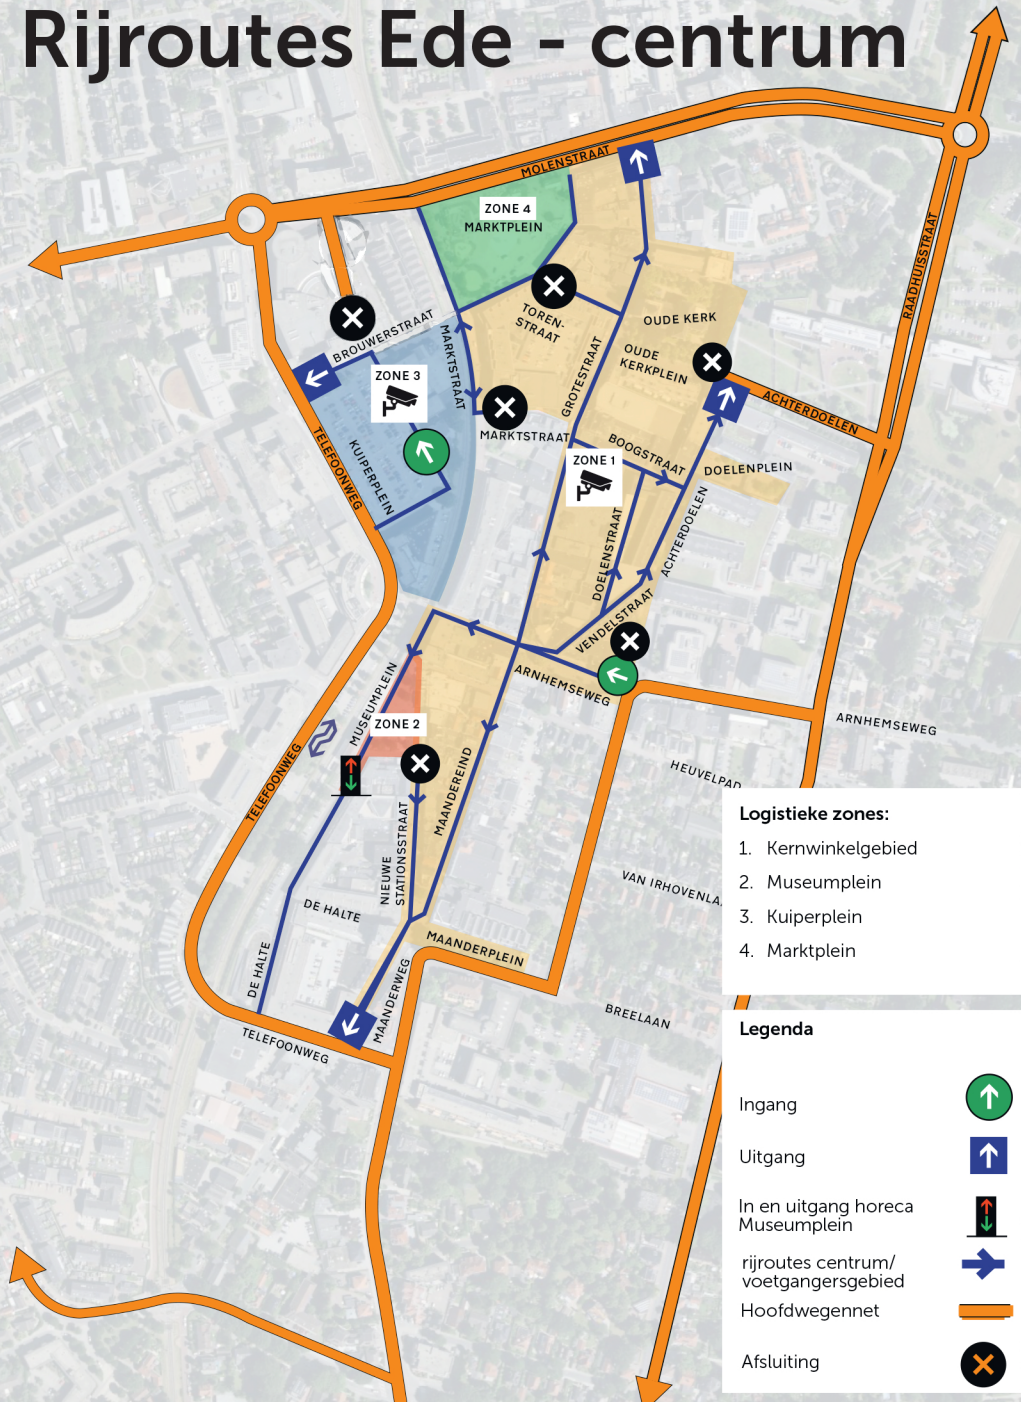 Rijroutes Ede - centrum
MOLENSTRAAT
ZONE 4
MARKTPLEIN
RAADHUISSTRAAT
TOREN-
STRAAT
OUDE KERK
BROUWERSTRAAT
MARKTSTRAAT
GROTESTRAAT
OUDE
KERKPLEIN
ZONE 3
ACHTERDOELEN
MARKTSTRAAT
BOOGSTRAAT
TELEFOONWEG
KUIPERPLEIN
ZONE 1
DOELENPLEIN
DOELENSTRAAT
ACHTERDOELEN
VENDELSTRAAT
ARNHEMSEWEG
MUSEUMPLEIN
ZONE 2
ARNHEMSEWEG
TELEFOONWEG
MAANDEREIND
HEUVELPAD
NIEUWE
STATIONSSTRAAT
VAN IRHOVENLA
DE HALTE
DE HALTE
MAANDERPLEIN
MAANDERWEG
BREELAAN
TELEFOONWEG
Logistieke zones:
1. Kernwinkelgebied
2. Museumplein
3. Kuiperplein
4. Marktplein
Legenda
Ingang
Uitgang
In en uitgang horeca
Museumplein
rijroutes centrum/
voetgangersgebied
Hoofdwegennet
Afsluiting